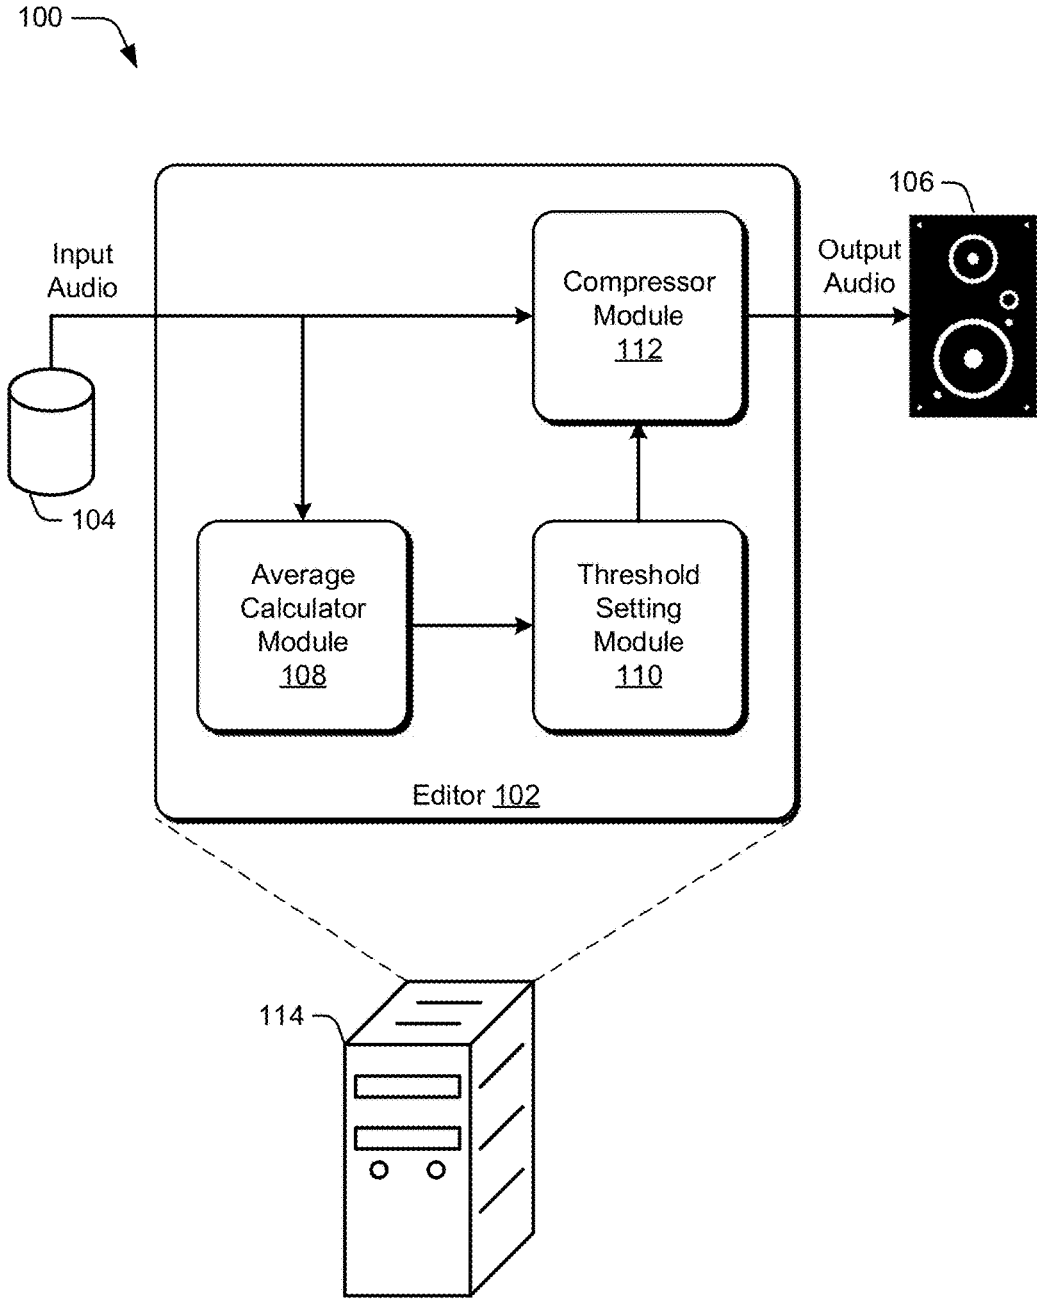 100
106
Input
Audio
Compressor
Module
112
Output
Audio
104
Average
Calculator
Module
108
Threshold
Setting
Module
110
Editor 102
114